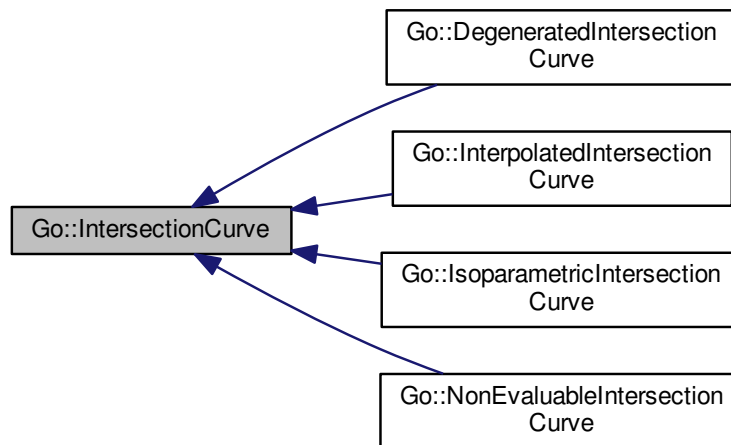 Go::DegeneratedIntersection
Curve
Go::InterpolatedIntersection
Curve
Go::IntersectionCurve
Go::IsoparametricIntersection
Curve
Go::NonEvaluableIntersection
Curve